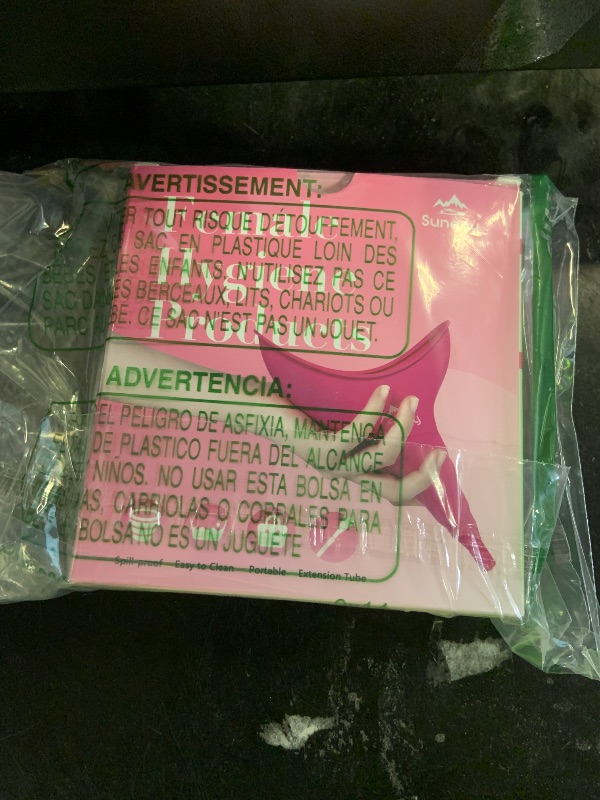 AVERTISSEMENT:
TOUT RISQUE D'ÉTOUFFEMENT,
SAC EN PLASTIQUE LOIN DES
ENFANTS, N'UTILISEZ PAS CE
SAC BERCEAUX, LITS, CHARIOTS OU
PARC CE SAC N'EST PAS UN JOUET.
Female
Hygiene
Products
ADVERTENCIA:
EL PELIGRO DE ASFIXIA, MANTENGA
DE PLASTICO FUERA DEL ALCANCE
NIÑOS. NO USAR ESTA BOLSA EN
CARRIOLAS O CORRALES PARA
BOLSA NO ES UN JUGUETE
Spill-proof Easy to Clean Portable Extension Tube